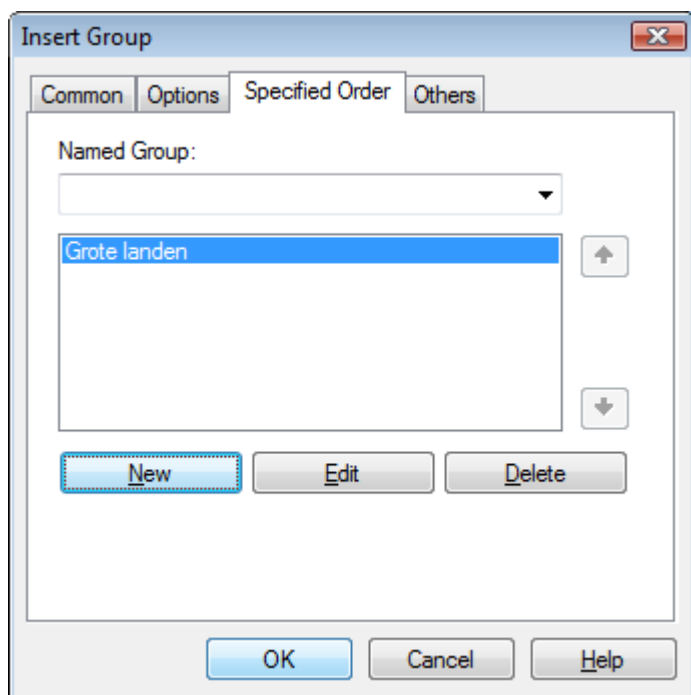 Insert Group
Common Options Specified Order Others
Named Group:
Grote landen
New Edit Delete
OK Cancel Help